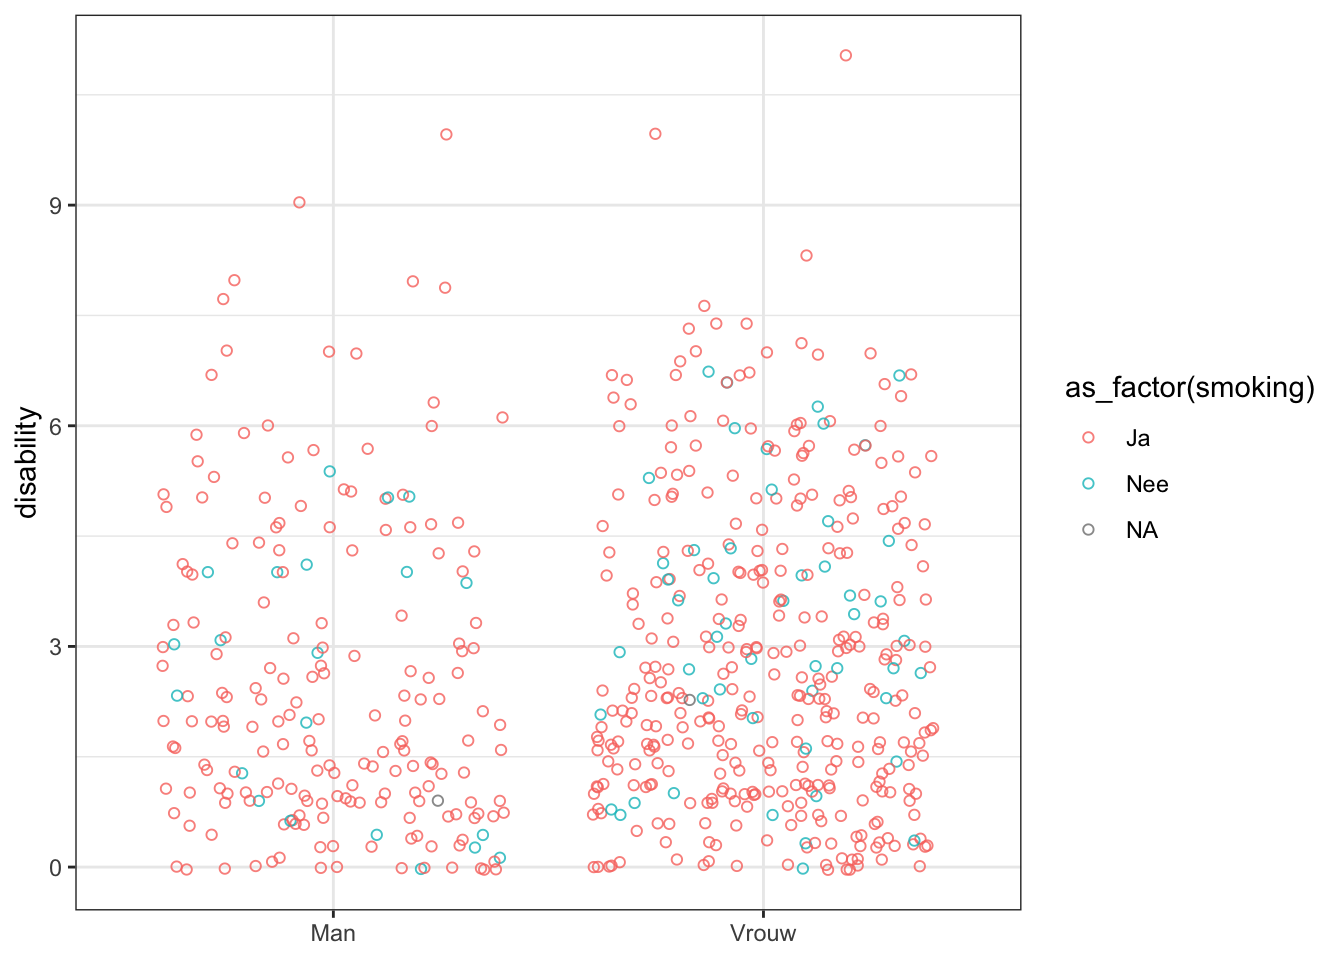 disability
9
6
3
0
Man
Vrouw
as_factor(smoking)
Ja
Nee
NA